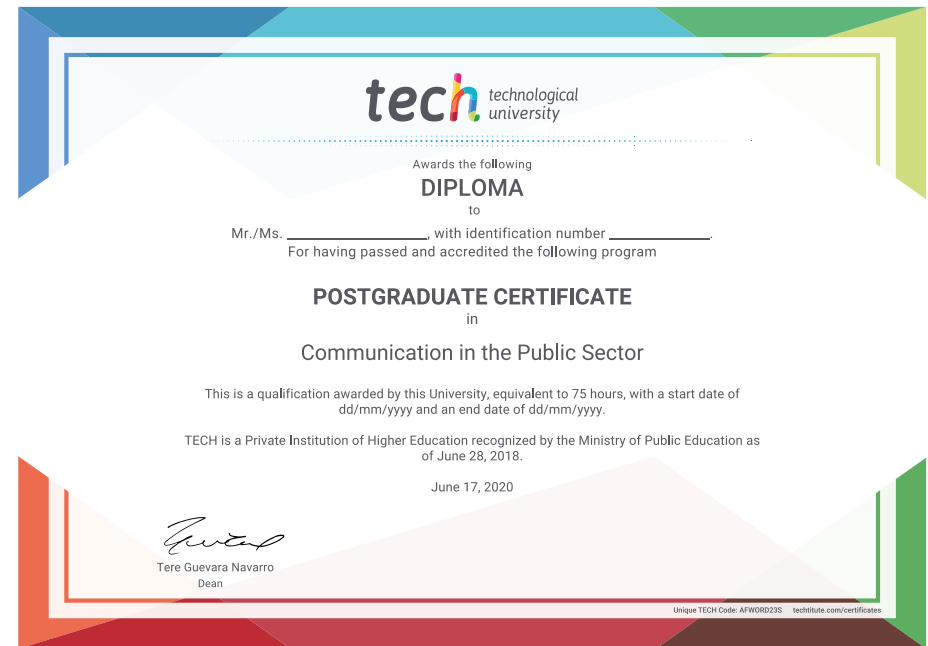 tech technological
university
Awards the following
DIPLOMA
to
Mr./Ms. ____________________, with identification number ______________.
For having passed and accredited the following program
POSTGRADUATE CERTIFICATE
in
Communication in the Public Sector
This is a qualification awarded by this University, equivalent to 75 hours, with a start date of
dd/mm/yyyy and an end date of dd/mm/yyyy.
TECH is a Private Institution of Higher Education recognized by the Ministry of Public Education as
of June 28, 2018.
June 17, 2020
Tere Guevara Navarro
Dean
Unique TECH Code: AFWORD23S techtitute.com/certificates